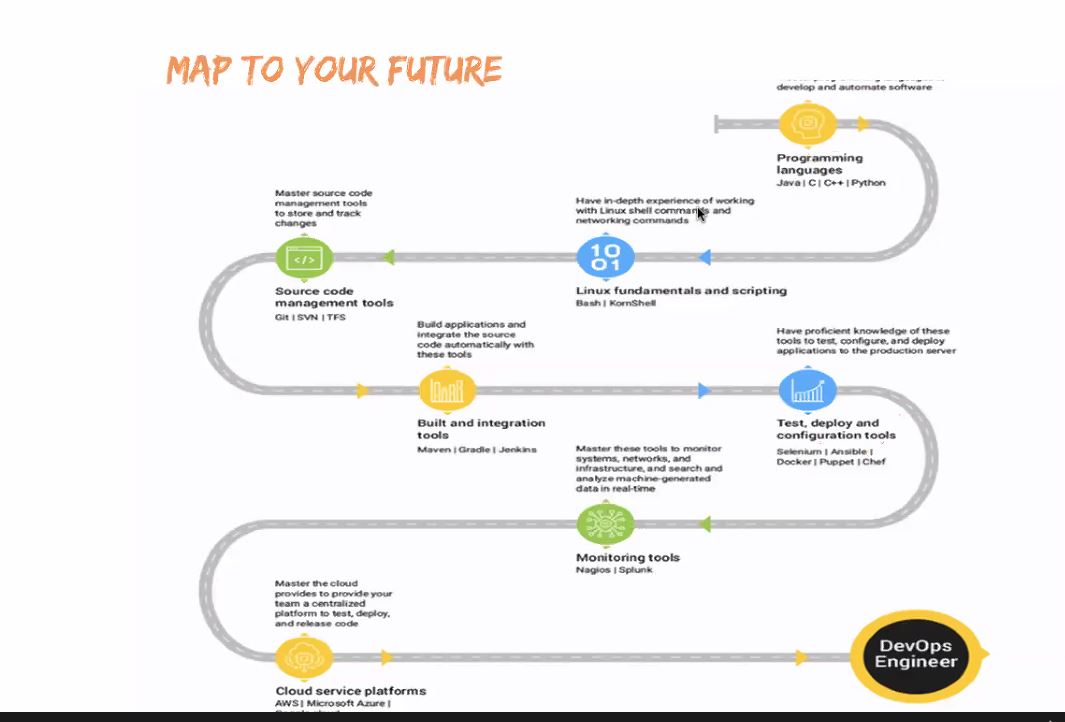 MAP TO YOUR FUTURE
develop and automate software
Programming
languages
Java | C | C++ | Python
Have in-depth experience of working
with Linux shell commands and
networking commands
Linux fundamentals and scripting
Bash | KornShell
Master source code
management tools
to store and track
changes
Source code
management tools
Git | SVN | TFS
Build applications and
integrate the source
code automatically with
these tools
Built and integration
tools
Maven | Gradle | Jenkins
Have proficient knowledge of these
tools to test, configure, and deploy
applications to the production server
Test, deploy and
configuration tools
Selenium | Ansible |
Docker | Puppet | Chef
Master these tools to monitor
systems, networks, and
infrastructure, and search and
analyze machine-generated
data in real-time
Monitoring tools
Nagios | Splunk
Master the cloud
provides to provide your
team a centralized
platform to test, deploy,
and release code
Cloud service platforms
AWS | Microsoft Azure |
DevOps
Engineer